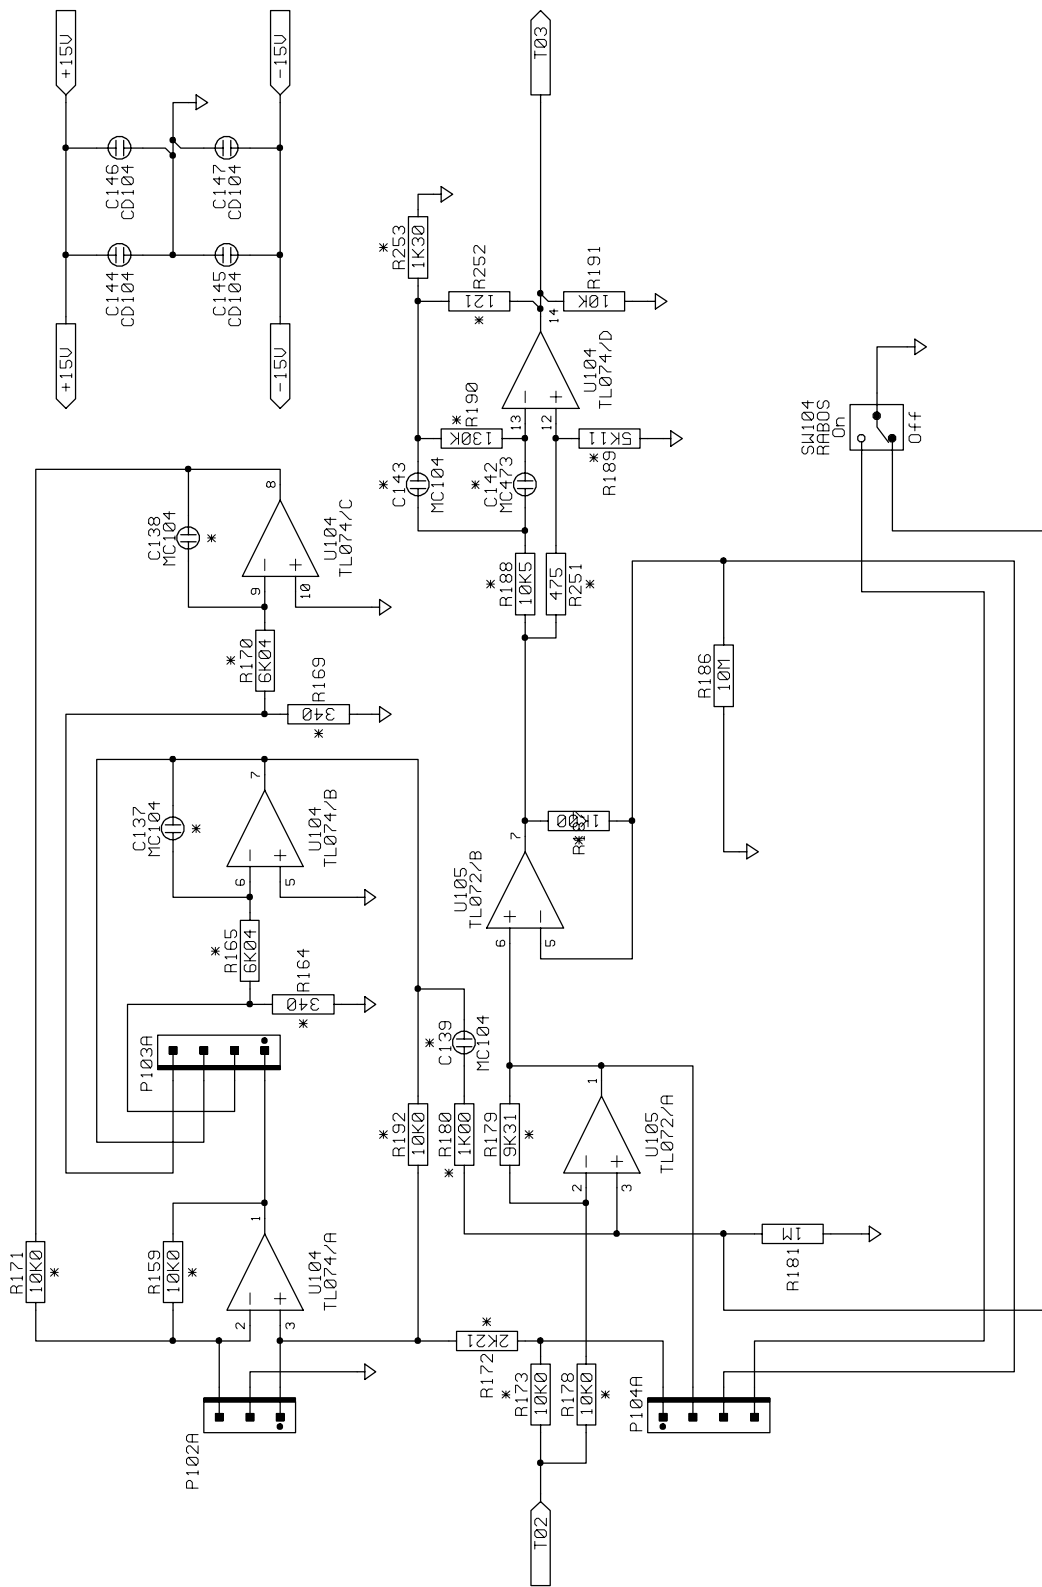 +15V
-15V
C146
CD104
C147
CD104
C144
CD104
C145
CD104
+15V
-15V
T03
*
R253
1K30
R252
121
*
R191
10K
14
U104
TL074/D
13
12
*
R190
130K
5K11
R189
*
*
C143
MC104
*
C142
MC473
*
R188
10K5
475
R251
*
SW104
RABOS
On
Off
8
C138
MC104
*
U104
TL074/C
9
10
*
R170
6K04
R169
340
*
R186
10M
7
C137
MC104
*
U104
TL074/B
6
5
*
R165
6K04
R164
340
*
7
1K00
U105
TL072/B
6
5
P103A
*
C139
MC104
*
R192
10K0
*
R180
1K00
R179
9K31
*
1
U105
TL072/A
2
3
R171
10K0
*
R159
10K0
*
1
U104
TL074/A
2
3
1M
R181
*
2K21
R172
*
R173
10K0
R178
10K0
*
P104A
P102A
T02